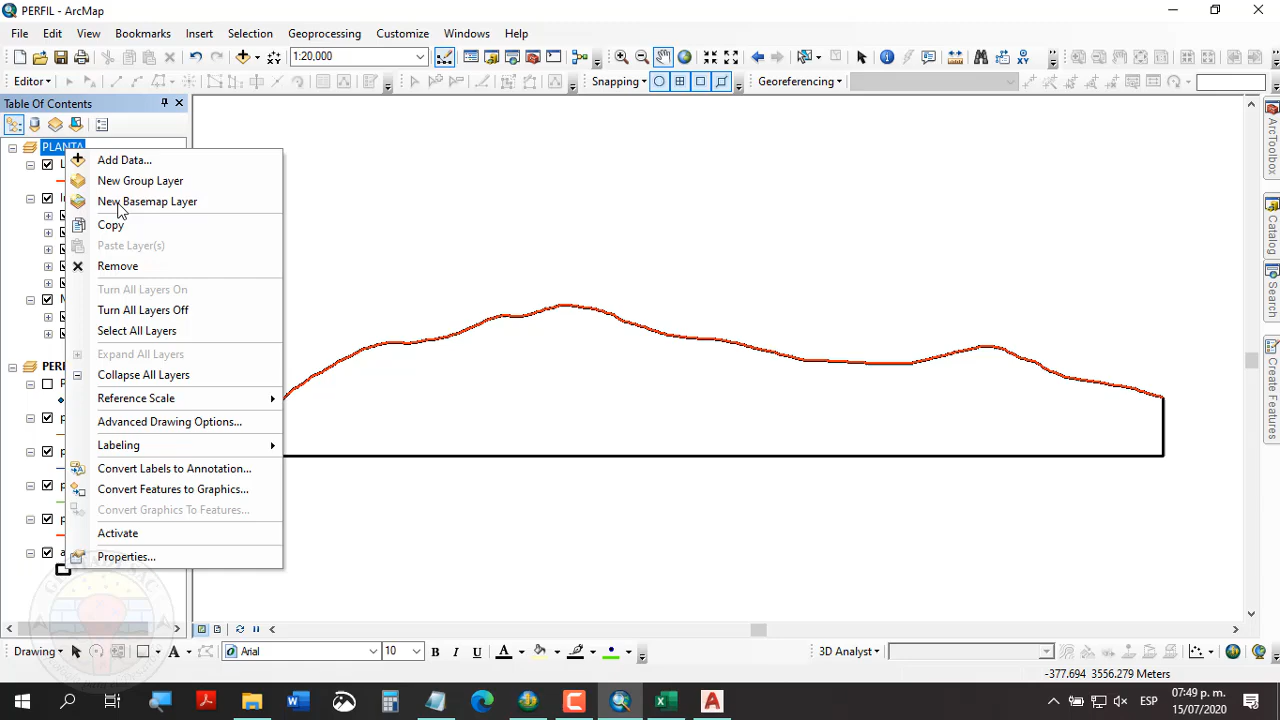 PERFIL - ArcMap
File Edit View Bookmarks Insert Selection Geoprocessing Customize Windows Help
1:20,000
Editor Snapping Georeferencing
Table Of Contents
PLANTA
Add Data...
New Group Layer
New Basemap Layer
Copy
Paste Layer(s)
Remove
Turn All Layers On
Turn All Layers Off
Select All Layers
Expand All Layers
Collapse All Layers
Reference Scale
Advanced Drawing Options...
Labeling
Convert Labels to Annotation...
Convert Features to Graphics...
Convert Graphics To Features...
Activate
Properties...
ArcToolbox
Catalog
Search
Create Features
Drawing A Arial 10 B I U A 3D Analyst
-377.694 3556.279 Meters
ESP
07:49 p. m.
15/07/2020